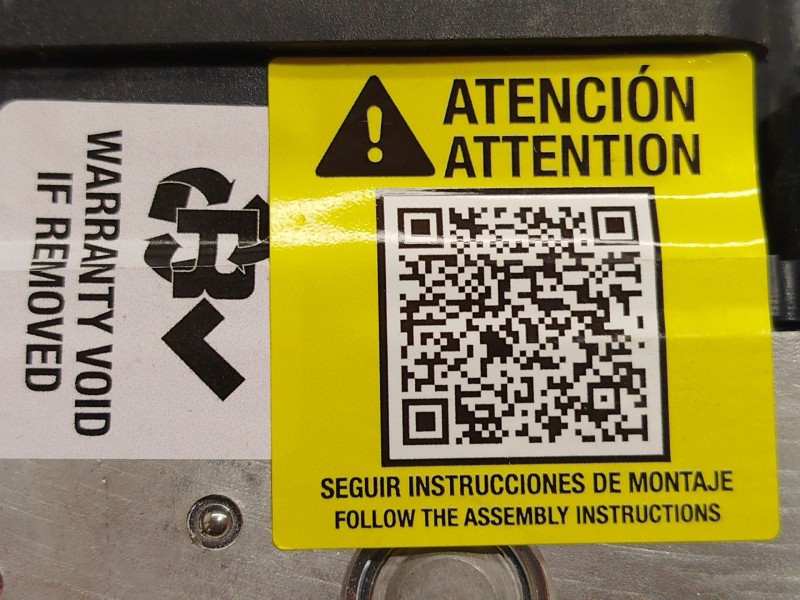 WARRANTY VOID
IF REMOVED
ATENCIÓN
ATTENTION
SEGUIR INSTRUCCIONES DE MONTAJE
FOLLOW THE ASSEMBLY INSTRUCTIONS